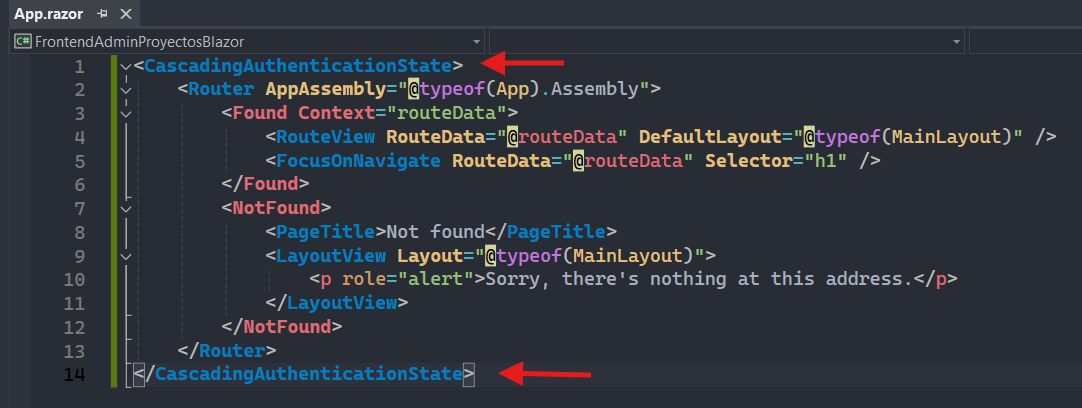 App.razor
C# FrontendAdminProyectosBlazor
1 <CascadingAuthenticationState>
2 <Router AppAssembly="@typeof(App).Assembly">
3 <Found Context="routeData">
4 <RouteView RouteData="@routeData" DefaultLayout="@typeof(MainLayout)" />
5 <FocusOnNavigate RouteData="@routeData" Selector="h1" />
6 </Found>
7 <NotFound>
8 <PageTitle>Not found</PageTitle>
9 <LayoutView Layout="@typeof(MainLayout)">
10 <p role="alert">Sorry, there's nothing at this address.</p>
11 </LayoutView>
12 </NotFound>
13 </Router>
14 </CascadingAuthenticationState>